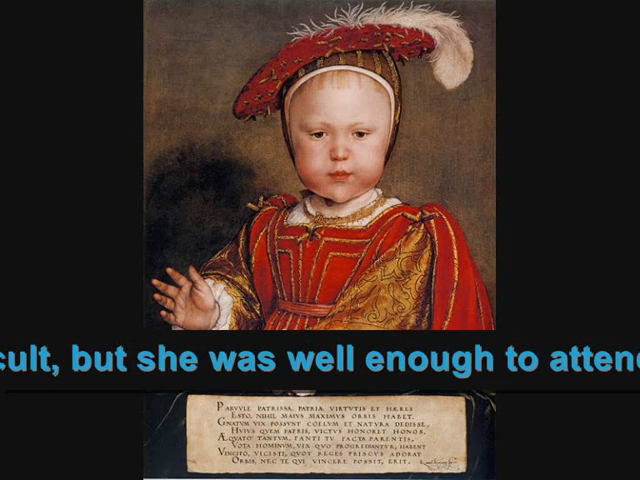 cult, but she was well enough to atten
PARVVLE PATRISSA, PATRIÆ VIRTVTIS ET HÆRES
ESTO, NIHIL MAIVS MAXIMVS ORBIS HABET.
GNATVM VIX POSSVNT COELVM ET NATVRA DEDISSE,
HVIVS QVEM PATRIS, VICTVS HONORET HONOS.
ÆQVATO TANTVM, TANTI TV FACTA PARENTIS,
VOTA HOMINVM, VIX QVO PROGREDIANTVR, HABENT
VINCITO, VICISTI, QVOT REGES PRISCVS ADORAT
ORBIS, NEC TE QVI VINCERE POSSIT, ERIT.